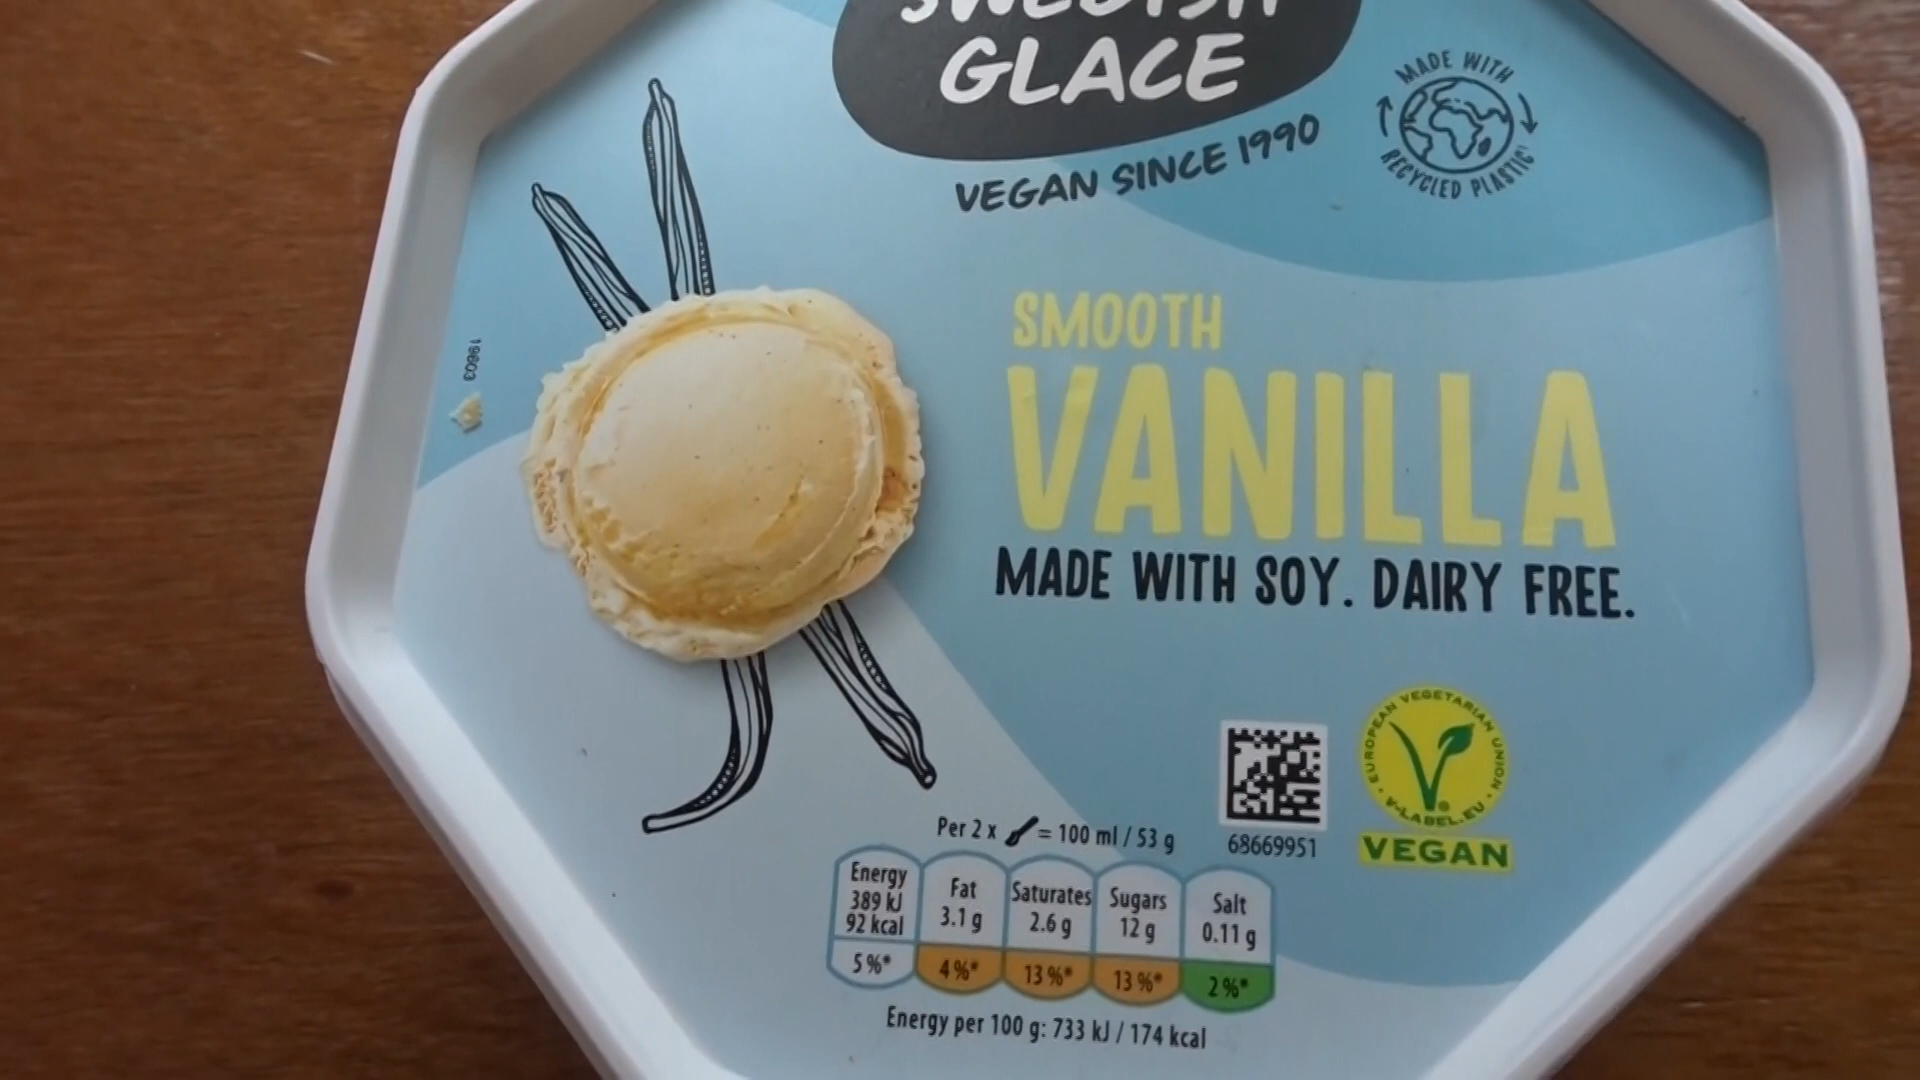 SWEDISH
GLACE
VEGAN SINCE 1990
MADE WITH
RECYCLED PLASTIC
19603
SMOOTH
VANILLA
MADE WITH SOY. DAIRY FREE.
EUROPEAN VEGETARIAN UNION
V-LABEL.EU
VEGAN
68669951
Per 2 x = 100 ml / 53 g
Energy 389 kJ 92 kcal 5%*
Fat 3.1 g 4%*
Saturates 2.6 g 13%*
Sugars 12 g 13%*
Salt 0.11 g 2%*
Energy per 100 g: 733 kJ / 174 kcal